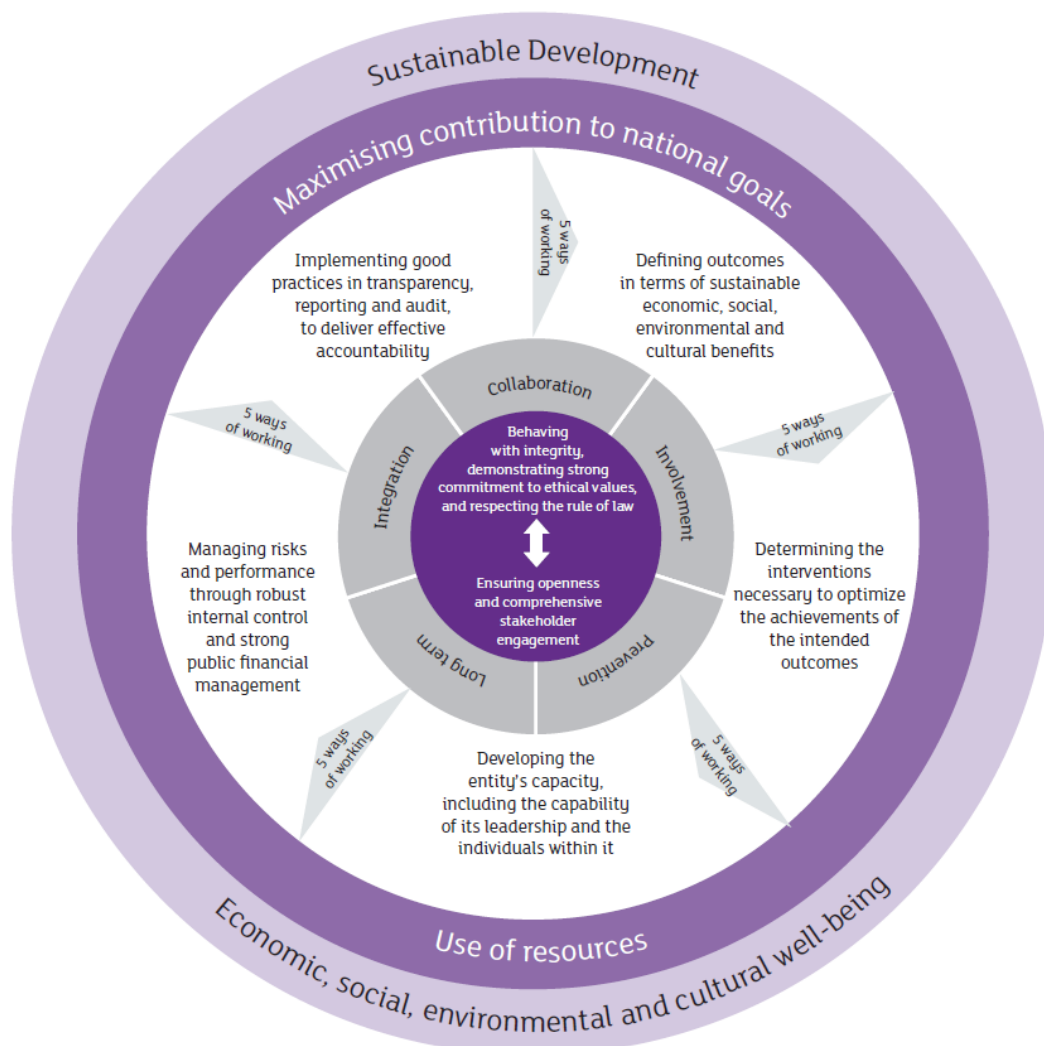 Sustainable Development
Maximising contribution to national goals
5 ways
of working
Implementing good
practices in transparency,
reporting and audit,
to deliver effective
accountability
Defining outcomes
in terms of sustainable
economic, social,
environmental and
cultural benefits
Collaboration
5 ways
of working
5 ways
of working
Integration
Involvement
Behaving
with integrity,
demonstrating strong
commitment to ethical values,
and respecting the rule of law
Managing risks
and performance
through robust
internal control
and strong
public financial
management
Determining the
interventions
necessary to optimize
the achievements of
the intended
outcomes
Ensuring openness
and comprehensive
stakeholder
engagement
Long term
Prevention
5 ways
of working
5 ways
of working
Developing the
entity's capacity,
including the capability
of its leadership and the
individuals within it
Use of resources
Economic, social, environmental and cultural well-being